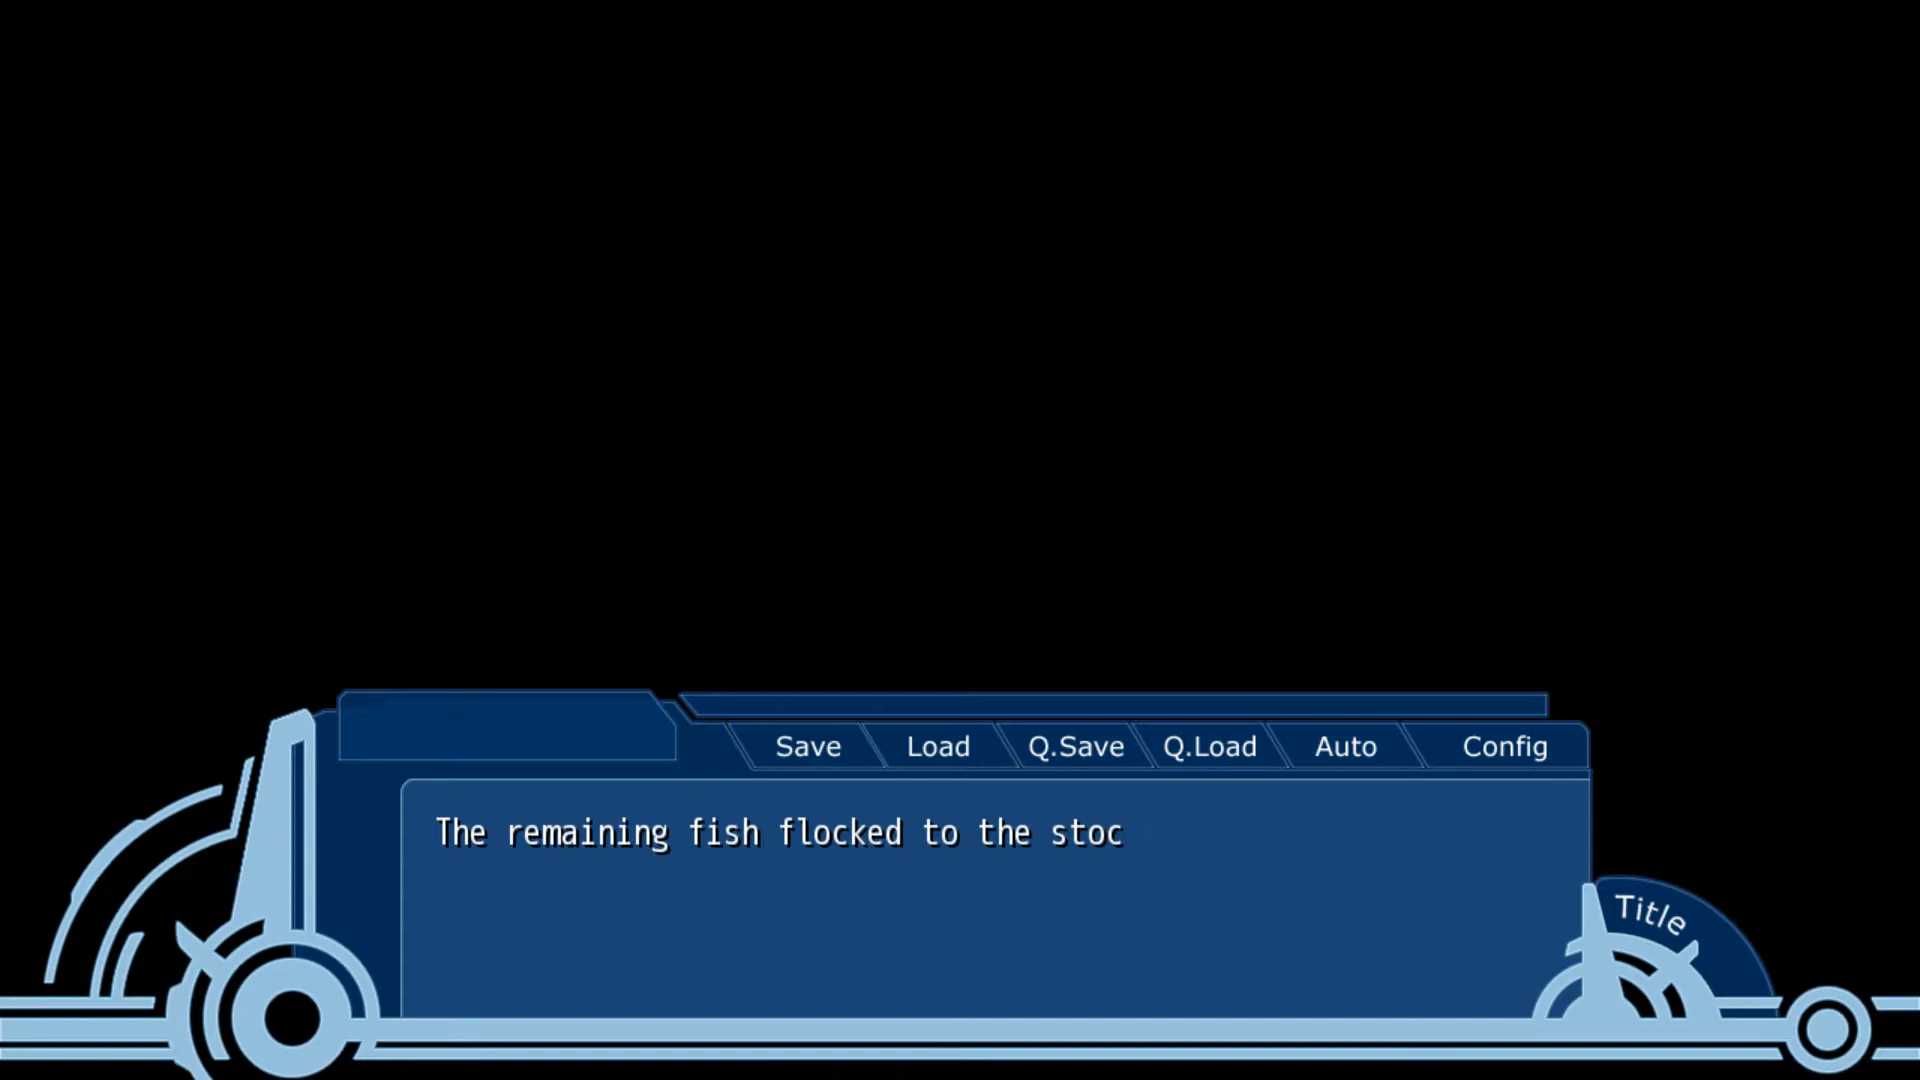 Save Load Q.Save Q.Load Auto Config
The remaining fish flocked to the stoc
Title